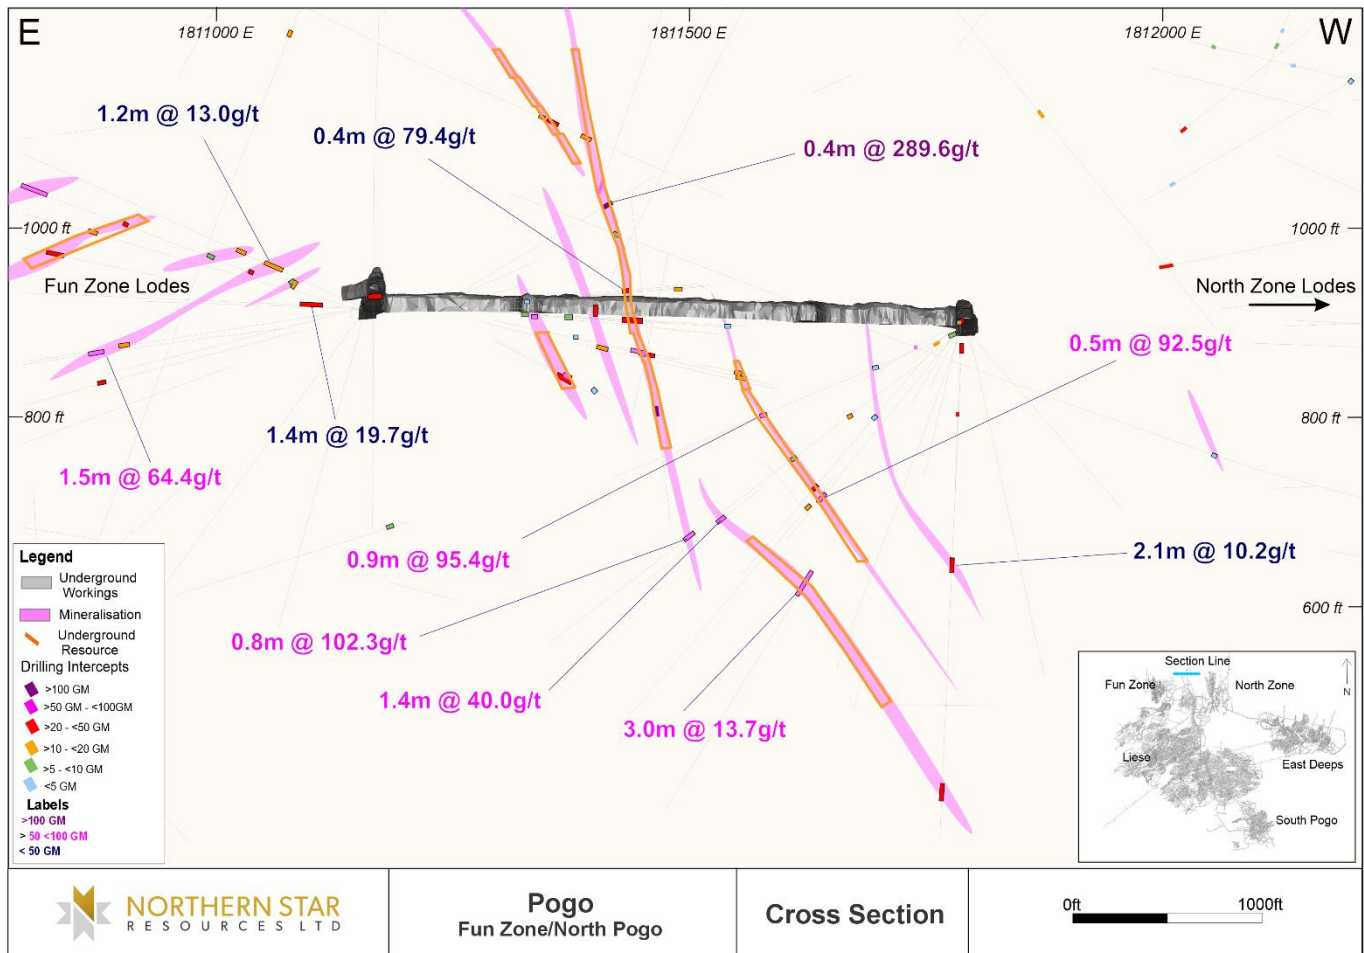 E
1811000 E
1811500 E
1812000 E
W
1.2m @ 13.0g/t
0.4m @ 79.4g/t
0.4m @ 289.6g/t
1000 ft
1000 ft
Fun Zone Lodes
North Zone Lodes
0.5m @ 92.5g/t
800 ft
800 ft
1.4m @ 19.7g/t
1.5m @ 64.4g/t
0.9m @ 95.4g/t
2.1m @ 10.2g/t
600 ft
0.8m @ 102.3g/t
1.4m @ 40.0g/t
3.0m @ 13.7g/t
Legend
Underground
Workings
Mineralisation
Underground
Resource
Drilling Intercepts
>100 GM
>50 GM - <100GM
>20 - <50 GM
>10 - <20 GM
>5 - <10 GM
<5 GM
Labels
>100 GM
> 50 <100 GM
< 50 GM
Section Line
Fun Zone
North Zone
N
Liese
East Deeps
South Pogo
NORTHERN STAR
RESOURCES LTD
Pogo
Fun Zone/North Pogo
Cross Section
0ft
1000ft